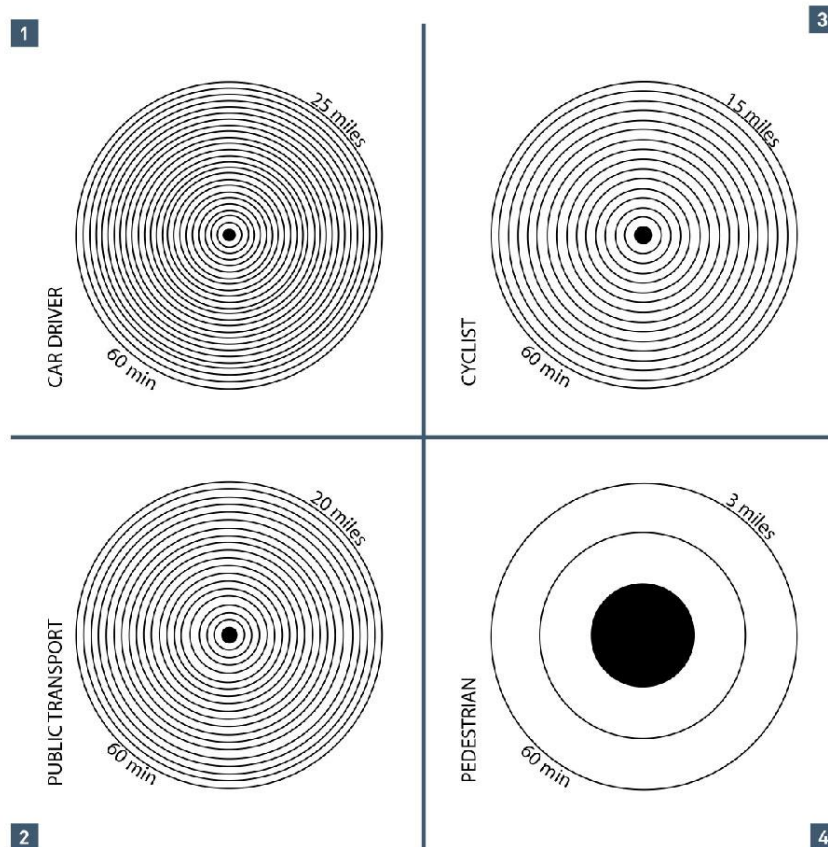 1
25 miles
CAR DRIVER
60 min
3
15 miles
CYCLIST
60 min
20 miles
PUBLIC TRANSPORT
60 min
2
3 miles
PEDESTRIAN
60 min
4